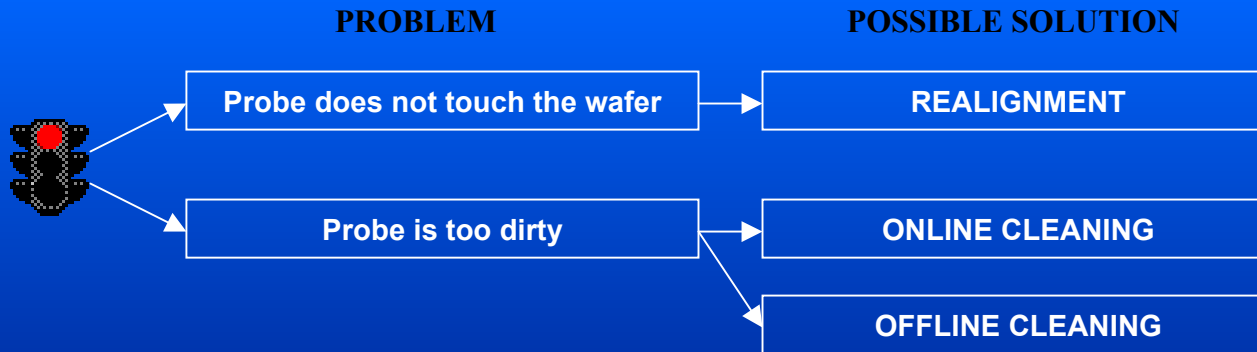 PROBLEM
POSSIBLE SOLUTION
Probe does not touch the wafer
REALIGNMENT
Probe is too dirty
ONLINE CLEANING
OFFLINE CLEANING